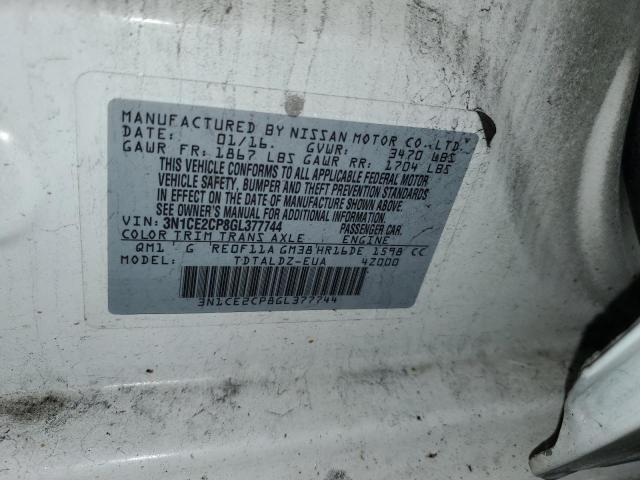 MANUFACTURED BY NISSAN MOTOR CO., LTD.
DATE: 01/16. GVWR: 3470 LBS
GAWR FR: 1867 LBS GAWR RR: 1704 LBS
THIS VEHICLE CONFORMS TO ALL APPLICABLE FEDERAL MOTOR
VEHICLE SAFETY, BUMPER AND THEFT PREVENTION STANDARDS
IN EFFECT ON THE DATE OF MANUFACTURE SHOWN ABOVE.
SEE OWNER'S MANUAL FOR ADDITIONAL INFORMATION.
VIN: 3N1CE2CP8GL377744 PASSENGER CAR.
COLOR TRIM TRANS AXLE ENGINE
QM1 G RE0F11A GM38 HR16DE 1598 CC
MODEL: TDTALDZ-EUA 42000
3N1CE2CP8GL377744